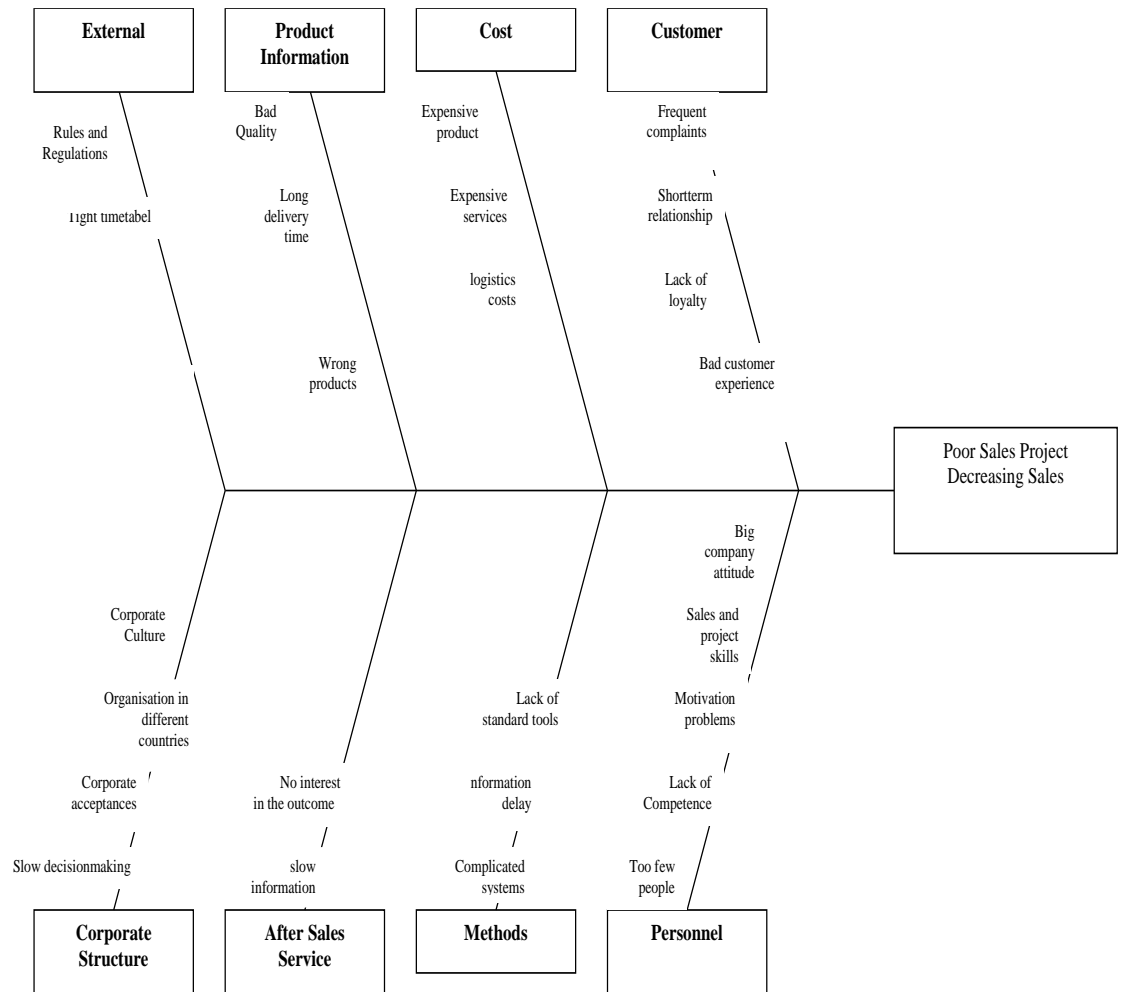 External
Product
Information
Cost
Customer
Rules and
Regulations
Tight timetabel
Bad
Quality
Long
delivery
time
Wrong
products
Expensive
product
Expensive
services
logistics
costs
Frequent
complaints
Shortterm
relationship
Lack of
loyalty
Bad customer
experience
Poor Sales Project
Decreasing Sales
Corporate
Culture
Organisation in
different
countries
Corporate
acceptances
Slow decisionmaking
No interest
in the outcome
slow
information
Lack of
standard tools
nformation
delay
Complicated
systems
Big
company
attitude
Sales and
project
skills
Motivation
problems
Lack of
Competence
Too few
people
Corporate
Structure
After Sales
Service
Methods
Personnel